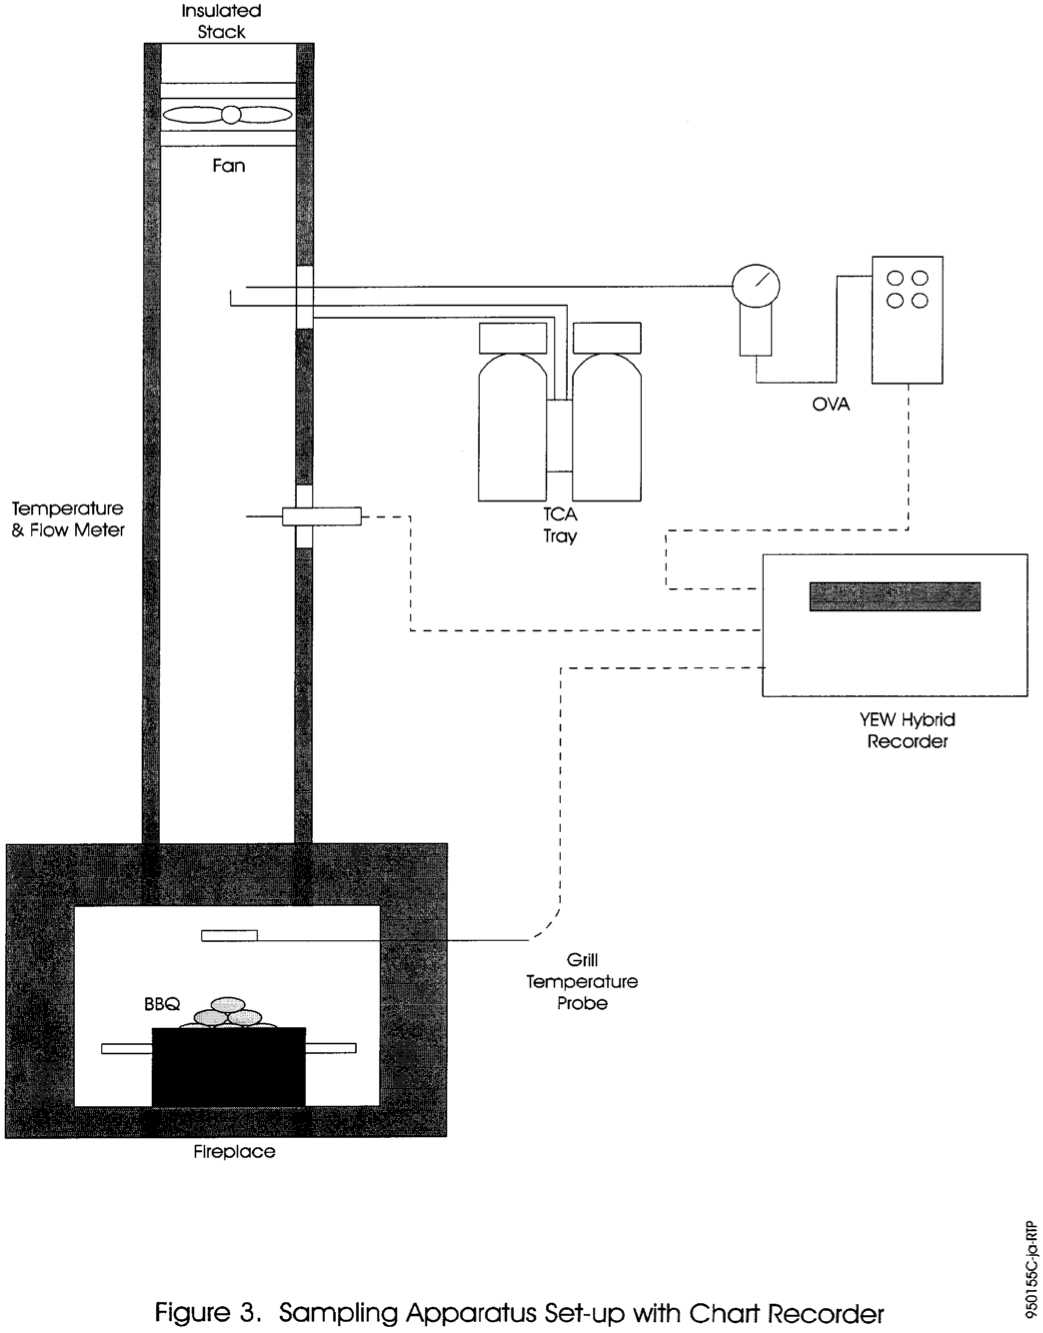 Insulated
Stack
Fan
OVA
Temperature
& Flow Meter
TCA
Tray
YEW Hybrid
Recorder
Grill
Temperature
Probe
BBQ
Fireplace
950155C-ja-RTP
Figure 3. Sampling Apparatus Set-up with Chart Recorder